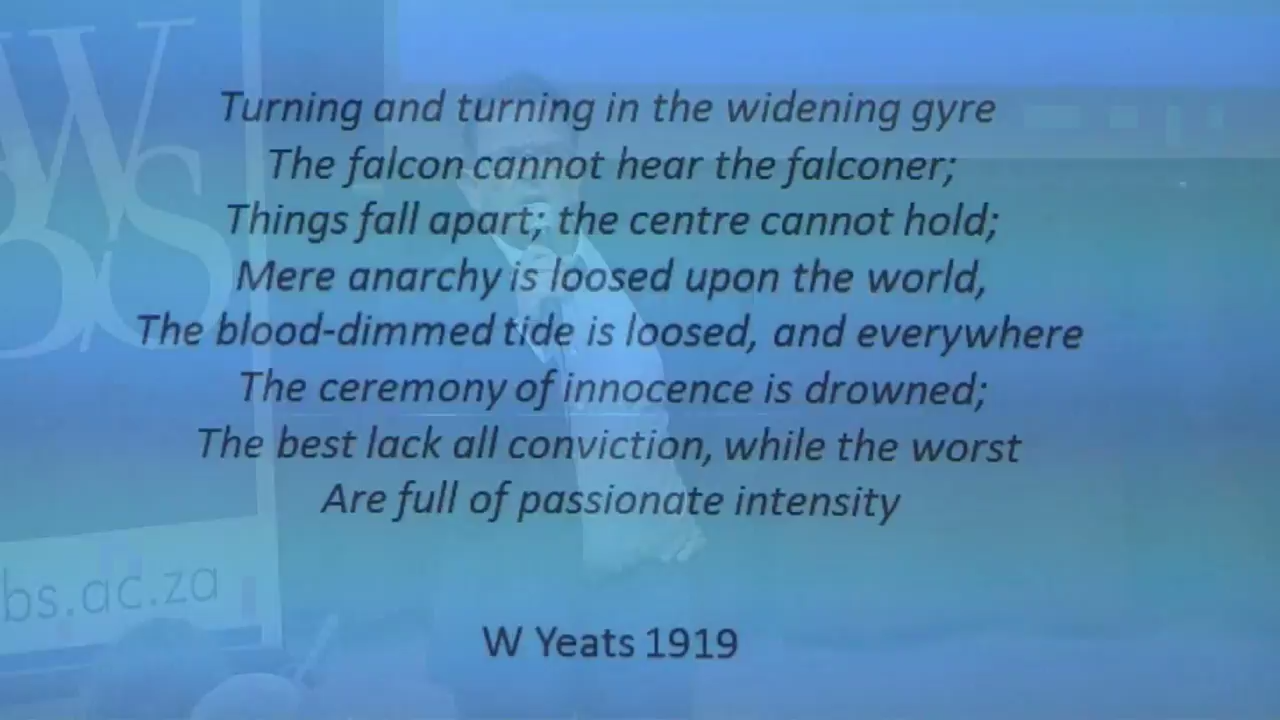 WBS
Turning and turning in the widening gyre
The falcon cannot hear the falconer;
Things fall apart; the centre cannot hold;
Mere anarchy is loosed upon the world,
The blood-dimmed tide is loosed, and everywhere
The ceremony of innocence is drowned;
The best lack all conviction, while the worst
Are full of passionate intensity
bs.ac.za
W Yeats 1919